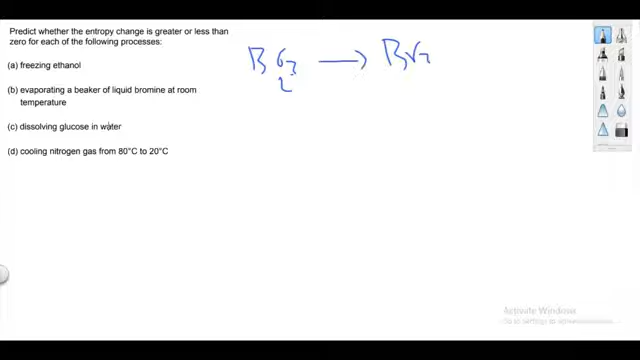 Predict whether the entropy change is greater or less than
zero for each of the following processes:
(a) freezing ethanol
(b) evaporating a beaker of liquid bromine at room
temperature
(c) dissolving glucose in water
(d) cooling nitrogen gas from 80°C to 20°C
Br₂ → Br₂
L
Activate Windows